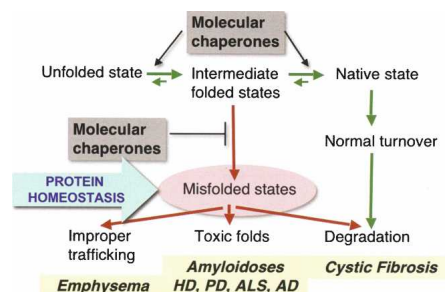 Molecular
chaperones
Unfolded state
Intermediate
folded states
Native state
Molecular
chaperones
Normal turnover
PROTEIN
HOMEOSTASIS
Misfolded states
Improper
trafficking
Toxic folds
Degradation
Emphysema
Amyloidoses
HD, PD, ALS, AD
Cystic Fibrosis